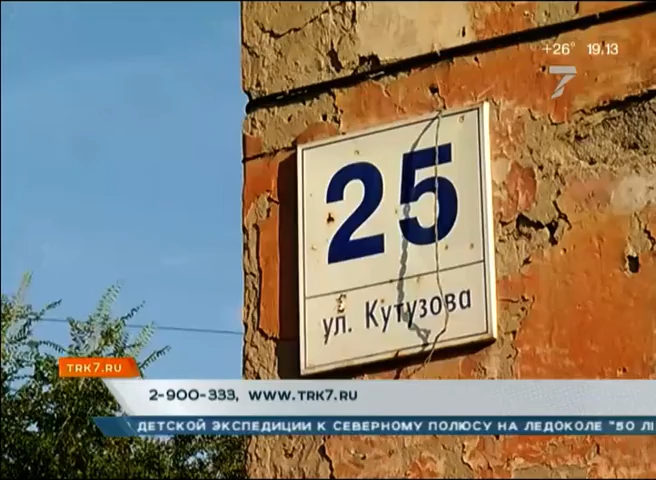 +26° 19.13
7
25
ул. Кутузова
TRK7.RU
2-900-333, WWW.TRK7.RU
ДЕТСКОЙ ЭКСПЕДИЦИИ К СЕВЕРНОМУ ПОЛЮСУ НА ЛЕДОКОЛЕ "50 Л